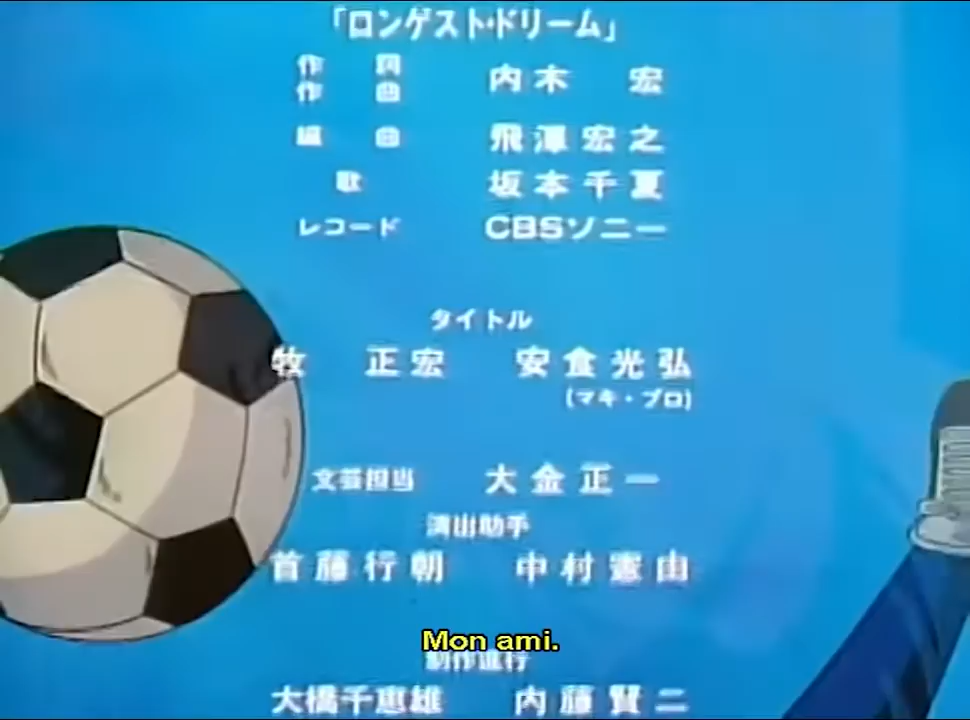 「ロンゲスト・ドリーム」
作詞 作曲 内木 宏
編曲 飛澤宏之
歌 坂本千夏
レコード CBSソニー
タイトル
牧 正宏 安食光弘
(マキ・プロ)
文芸担当 大金正一
演出助手
首藤行朝 中村憲由
Mon ami.
制作進行
大橋千恵雄 内藤賢二